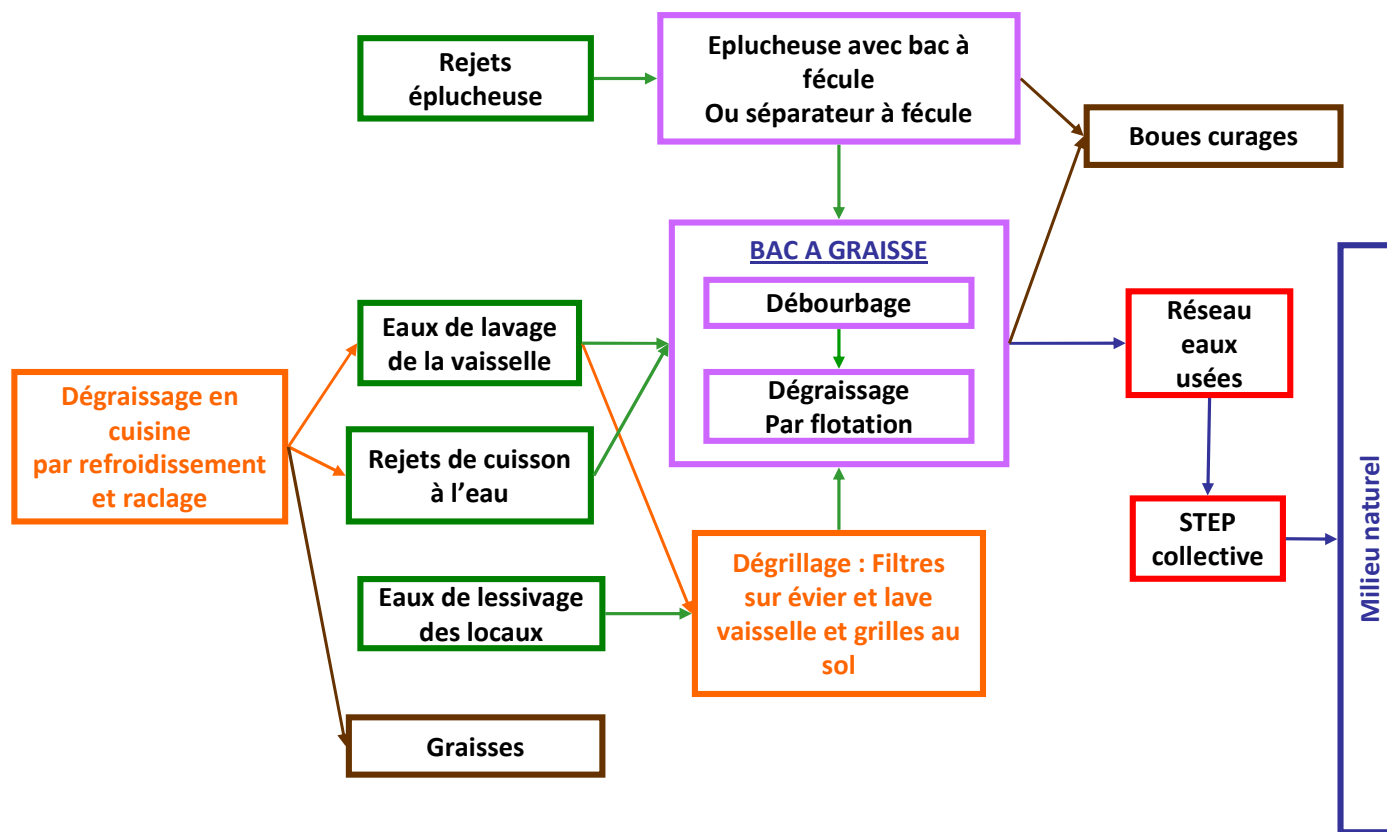 Rejets
éplucheuse
Eplucheuse avec bac à
fécule
Ou séparateur à fécule
Boues curages
BAC A GRAISSE
Débourbage
Dégraissage
Par flotation
Eaux de lavage
de la vaisselle
Réseau
eaux
usées
Dégraissage en
cuisine
par refroidissement
et raclage
Rejets de cuisson
à l’eau
STEP
collective
Milieu naturel
Eaux de lessivage
des locaux
Dégrillage : Filtres
sur évier et lave
vaisselle et grilles au
sol
Graisses